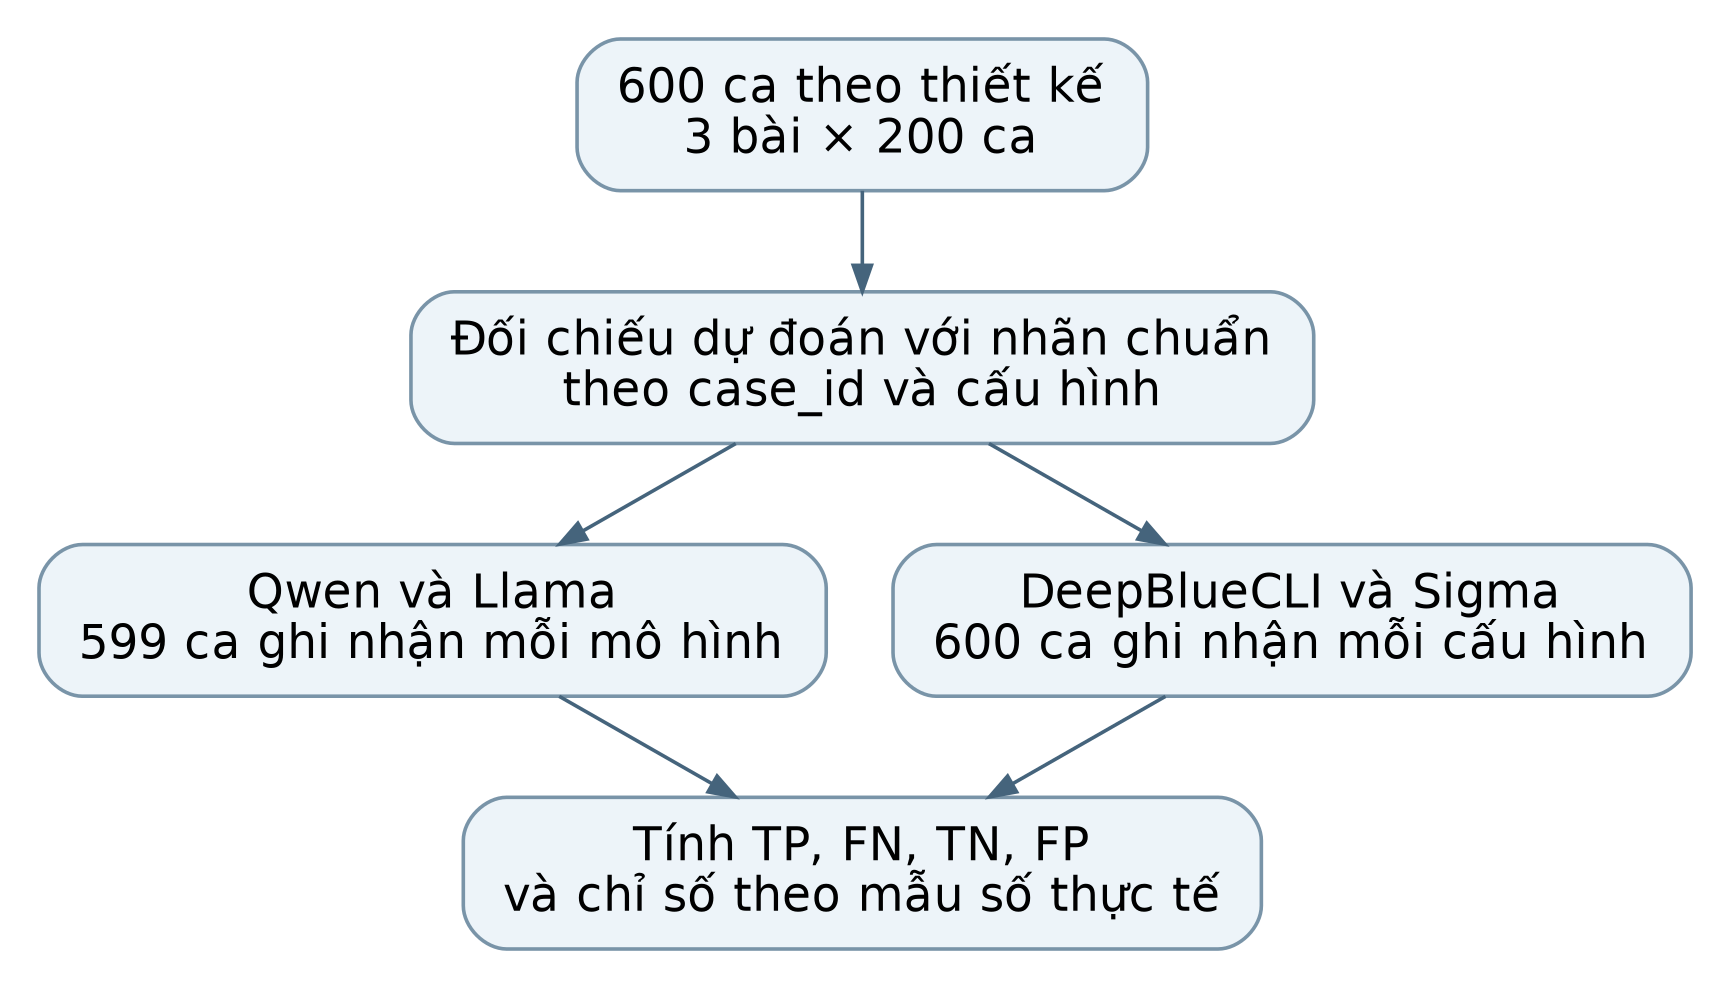 600 ca theo thiết kế
3 bài × 200 ca
Đối chiếu dự đoán với nhãn chuẩn
theo case_id và cấu hình
Qwen và Llama
599 ca ghi nhận mỗi mô hình
DeepBlueCLI và Sigma
600 ca ghi nhận mỗi cấu hình
Tính TP, FN, TN, FP
và chỉ số theo mẫu số thực tế